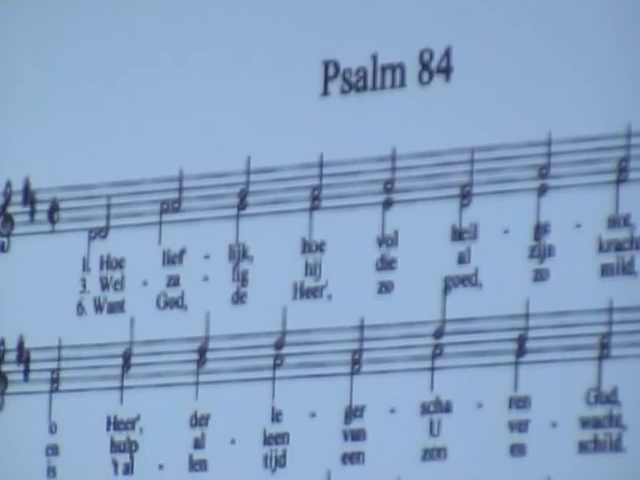 Psalm 84
1. Hoe lief - lijk, hoe vol heil - ge - not,
3. Wel - za - lig hij die al zijn kracht
6. Want God, de Heer', zo goed, zo mild,
o Heer', der le - ger - scha - ren God,
en hulp al - leen van U ver - wacht,
is 't al - len tijd een zon en schild.